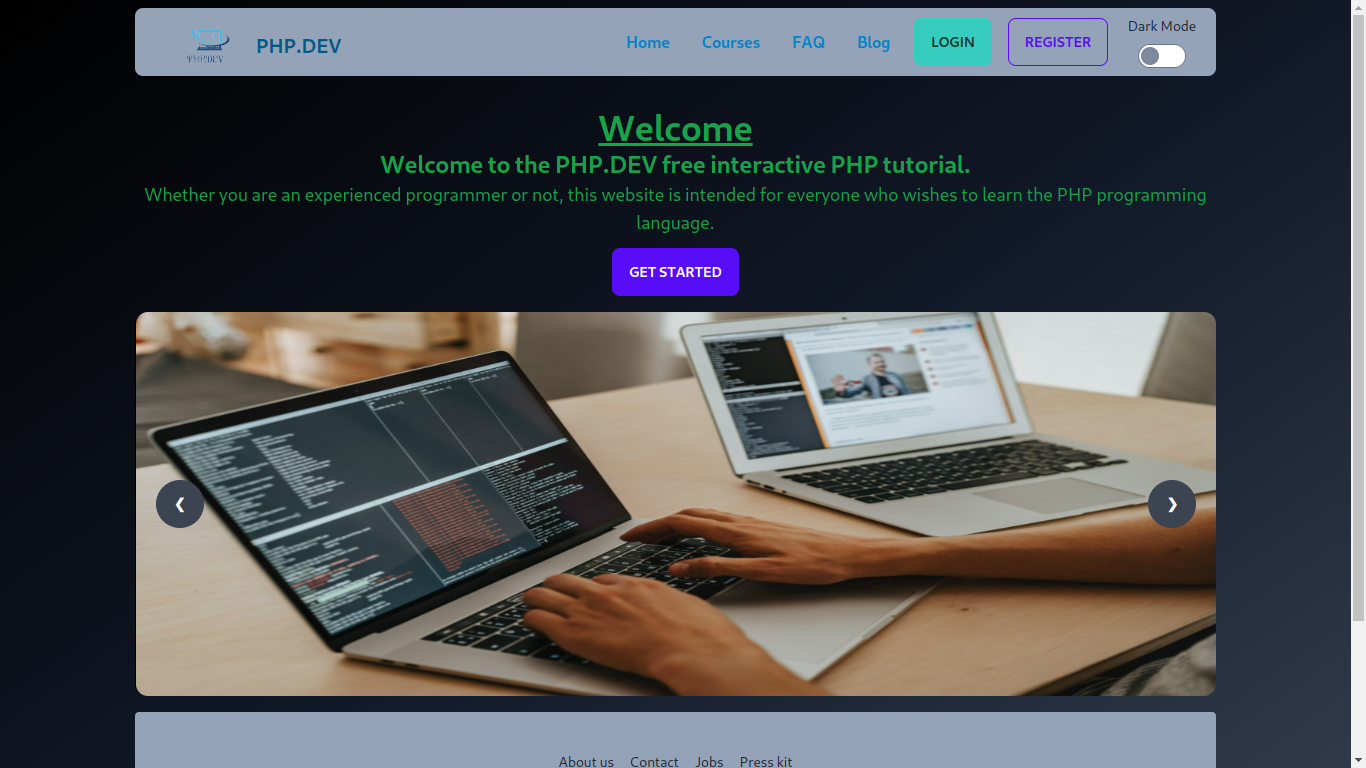 PHP.DEV
PHP.DEV
Home Courses FAQ Blog LOGIN REGISTER
Dark Mode
Welcome
Welcome to the PHP.DEV free interactive PHP tutorial.
Whether you are an experienced programmer or not, this website is intended for everyone who wishes to learn the PHP programming
language.
GET STARTED
❮ ❯
About us Contact Jobs Press kit